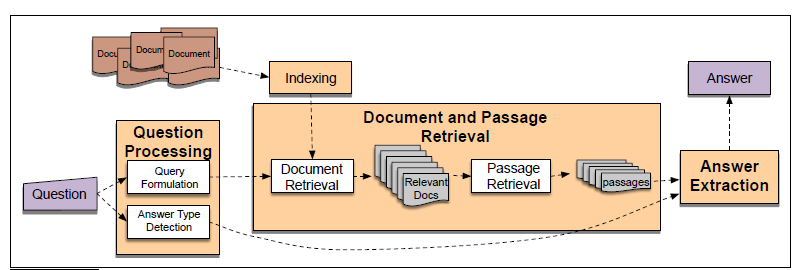 Docu
Docum
Document
D
Indexing
Answer
Document and Passage
Retrieval
Question
Processing
Query
Formulation
Document
Retrieval
Relevant
Docs
Passage
Retrieval
passages
Answer
Extraction
Question
Answer Type
Detection